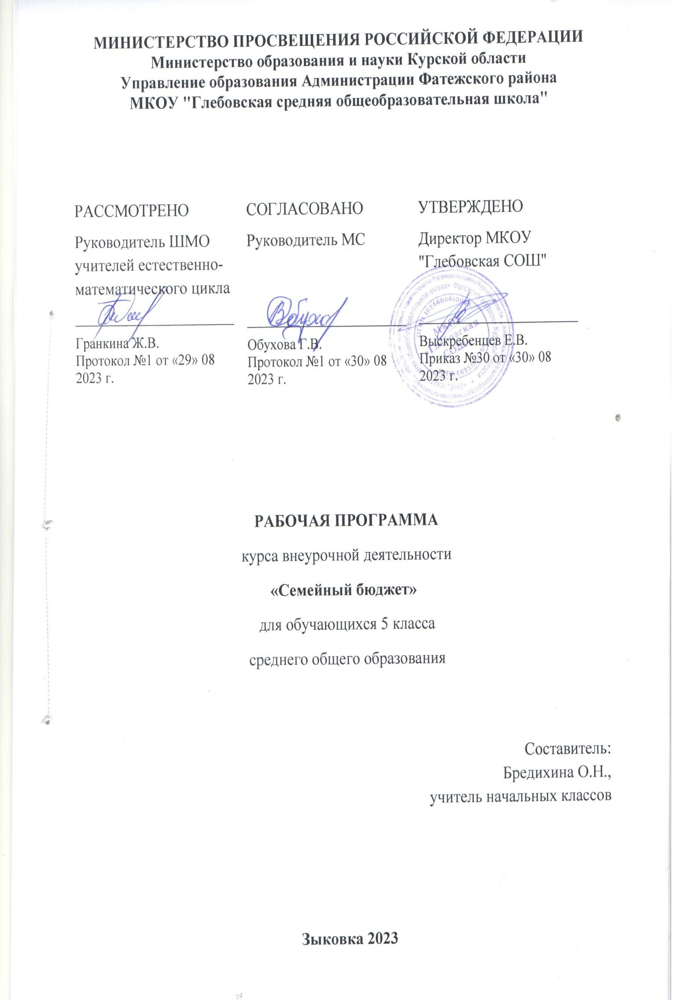 МИНИСТЕРСТВО ПРОСВЕЩЕНИЯ РОССИЙСКОЙ ФЕДЕРАЦИИ
Министерство образования и науки Курской области
Управление образования Администрации Фатежского района
МКОУ "Глебовская средняя общеобразовательная школа"
РАССМОТРЕНО
Руководитель ШМО
учителей естественно-
математического цикла
Гранкина Ж.В.
Протокол №1 от «29» 08
2023 г.
СОГЛАСОВАНО
Руководитель МС
Обухова Г.В.
Протокол №1 от «30» 08
2023 г.
УТВЕРЖДЕНО
Директор МКОУ
"Глебовская СОШ"
Выскребенцев Е.В.
Приказ №30 от «30» 08
2023 г.
МКОУ
«Глебовская
СОШ»
РАБОЧАЯ ПРОГРАММА
курса внеурочной деятельности
«Семейный бюджет»
для обучающихся 5 класса
среднего общего образования
Составитель:
Бредихина О.Н.,
учитель начальных классов
Зыковка 2023